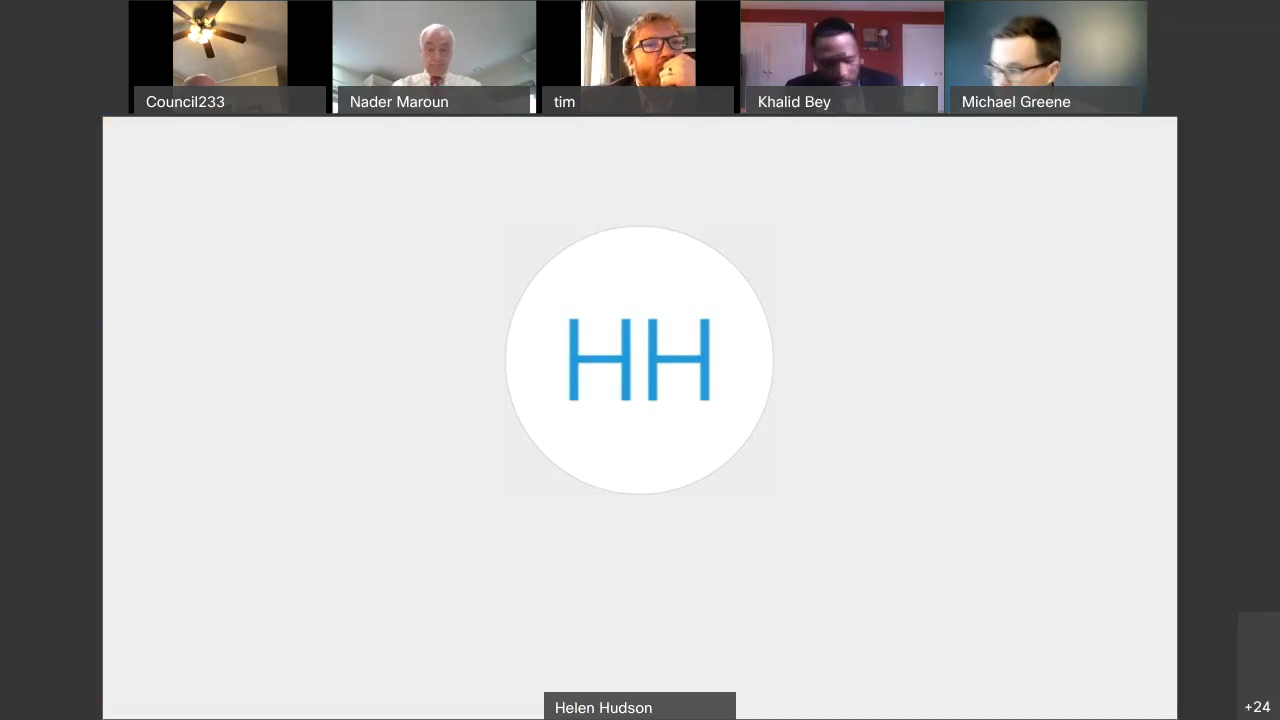 Council233
Nader Maroun
tim
Khalid Bey
Michael Greene
HH
Helen Hudson
+24